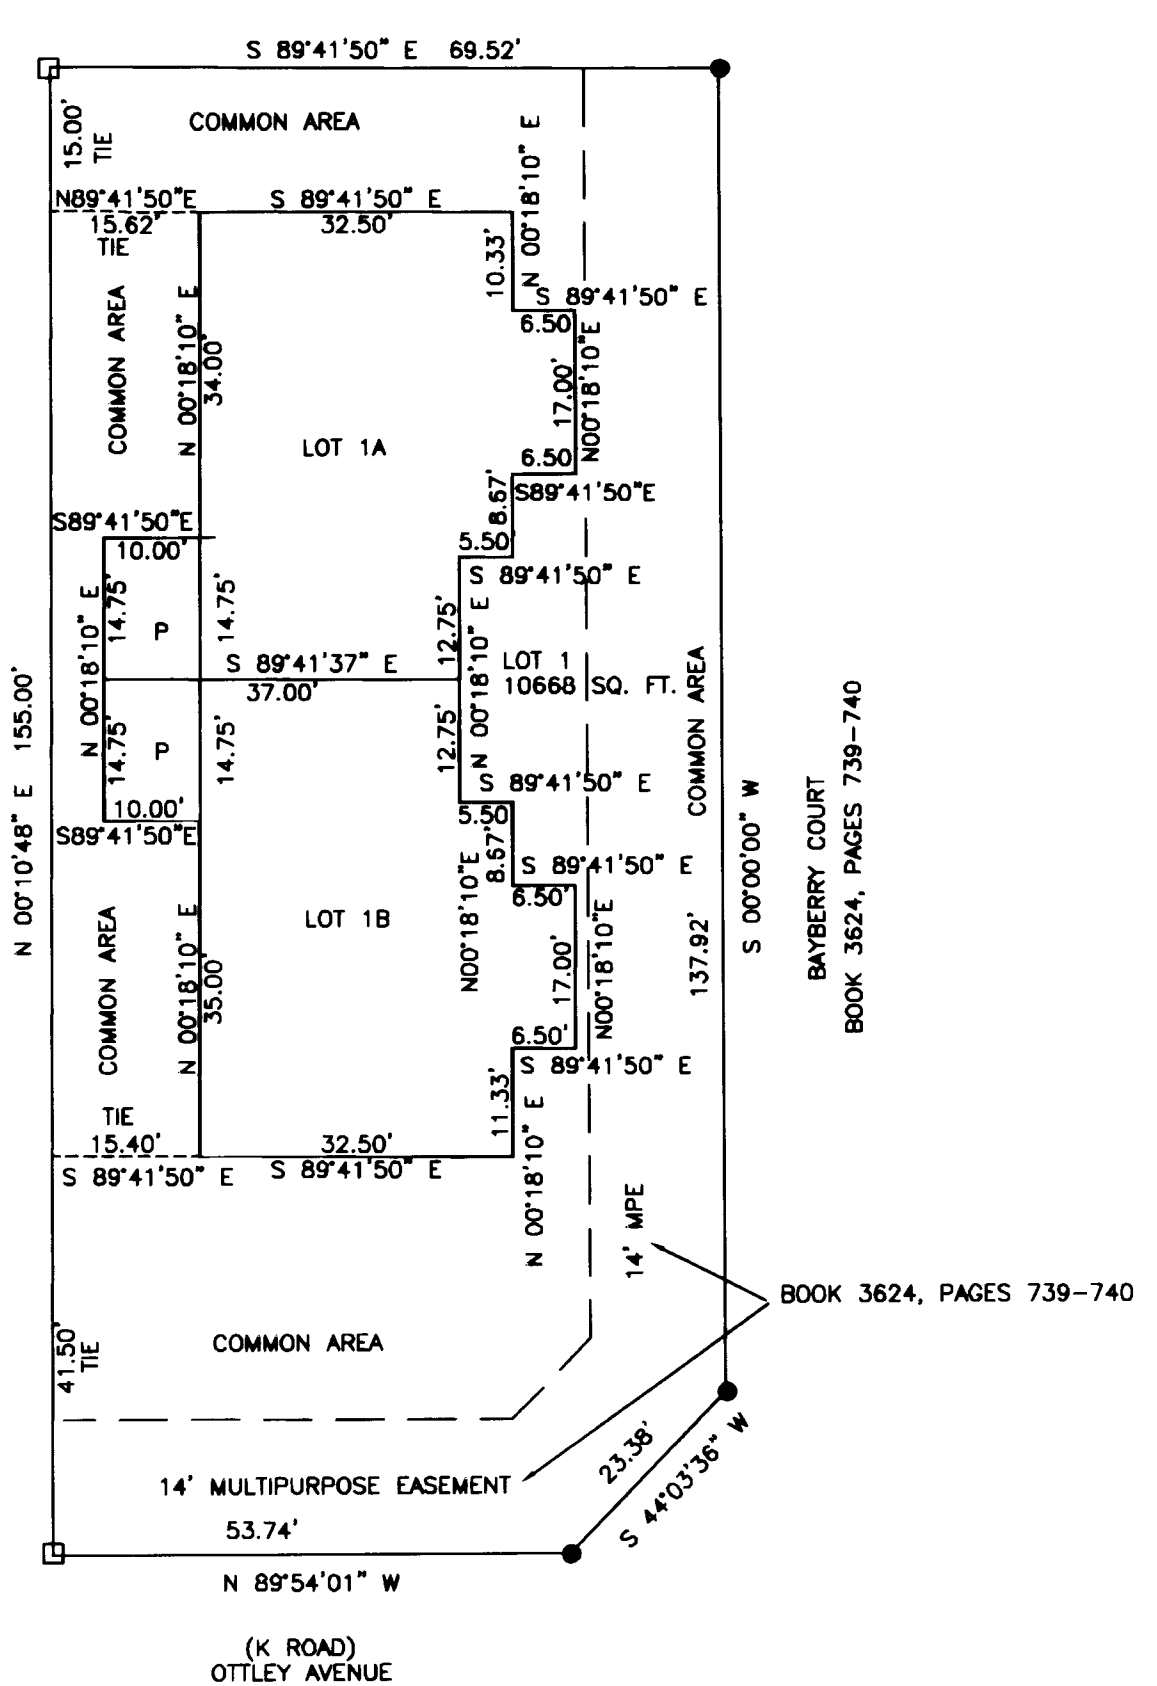 S 89°41'50" E 69.52'
15.00'
TIE
COMMON AREA
N 00°18'10" E
N89°41'50"E
15.62'
TIE
S 89°41'50" E
32.50'
10.33'
S 89°41'50" E
6.50
COMMON AREA
N 00°18'10" E
34.00'
17.00'
N00°18'10"E
LOT 1A
6.50
S89°41'50"E
8.67'
S89°41'50"E
10.00'
5.50'
S 89°41'50" E
N 00°18'10" E
14.75'
P
14.75'
12.75'
N 00°18'10" E
S 89°41'37" E
37.00'
LOT 1
10668 SQ. FT.
COMMON AREA
N 00°10'48" E 155.00'
14.75'
P
14.75'
12.75'
S 89°41'50" E
5.50'
10.00'
S89°41'50"E
8.67'
S 89°41'50" E
6.50'
N00°18'10"E
LOT 1B
COMMON AREA
N 00°18'10" E
35.00'
17.00'
N00°18'10"E
137.92'
S 00°00'00" W
BAYBERRY COURT
BOOK 3624, PAGES 739-740
6.50'
S 89°41'50" E
11.33'
N 00°18'10" E
TIE
15.40'
S 89°41'50" E
32.50'
S 89°41'50" E
14' MPE
BOOK 3624, PAGES 739-740
41.50'
TIE
COMMON AREA
14' MULTIPURPOSE EASEMENT
23.38'
S 44°03'36" W
53.74'
N 89°54'01" W
(K ROAD)
OTTLEY AVENUE